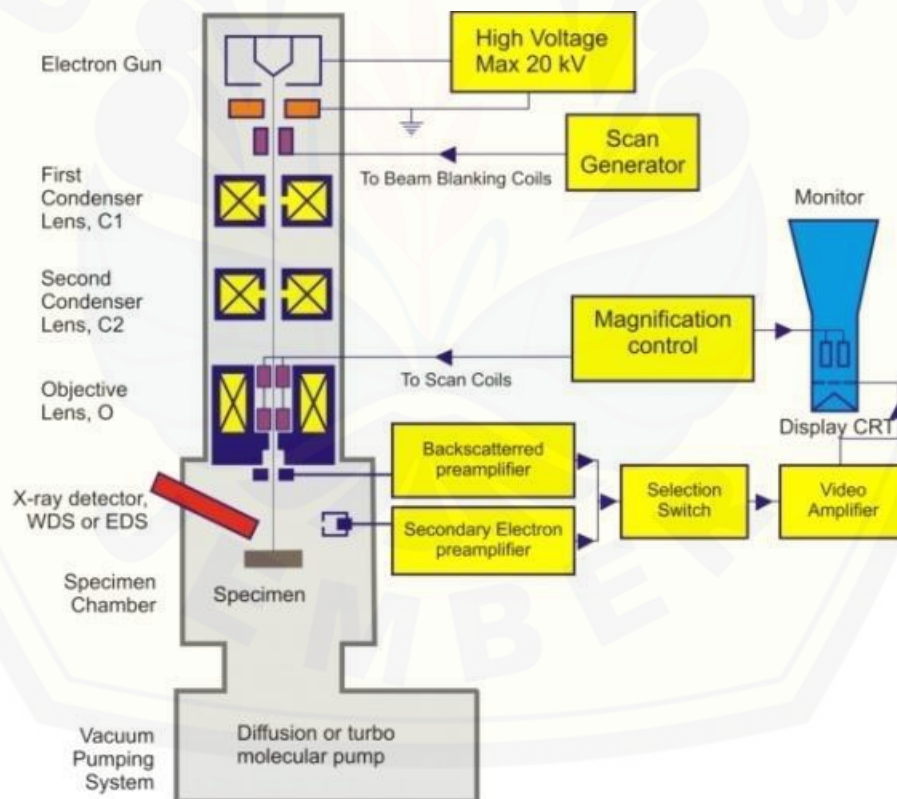 Electron Gun
High Voltage
Max 20 kV
Scan
Generator
To Beam Blanking Coils
First
Condenser
Lens, C1
Monitor
Second
Condenser
Lens, C2
Magnification
control
To Scan Coils
Objective
Lens, O
Display CRT
Backscatterred
preamplifier
X-ray detector,
WDS or EDS
Selection
Switch
Video
Amplifier
Secondary Electron
preamplifier
Specimen
Chamber
Specimen
Vacuum
Pumping
System
Diffusion or turbo
molecular pump
JEMBER